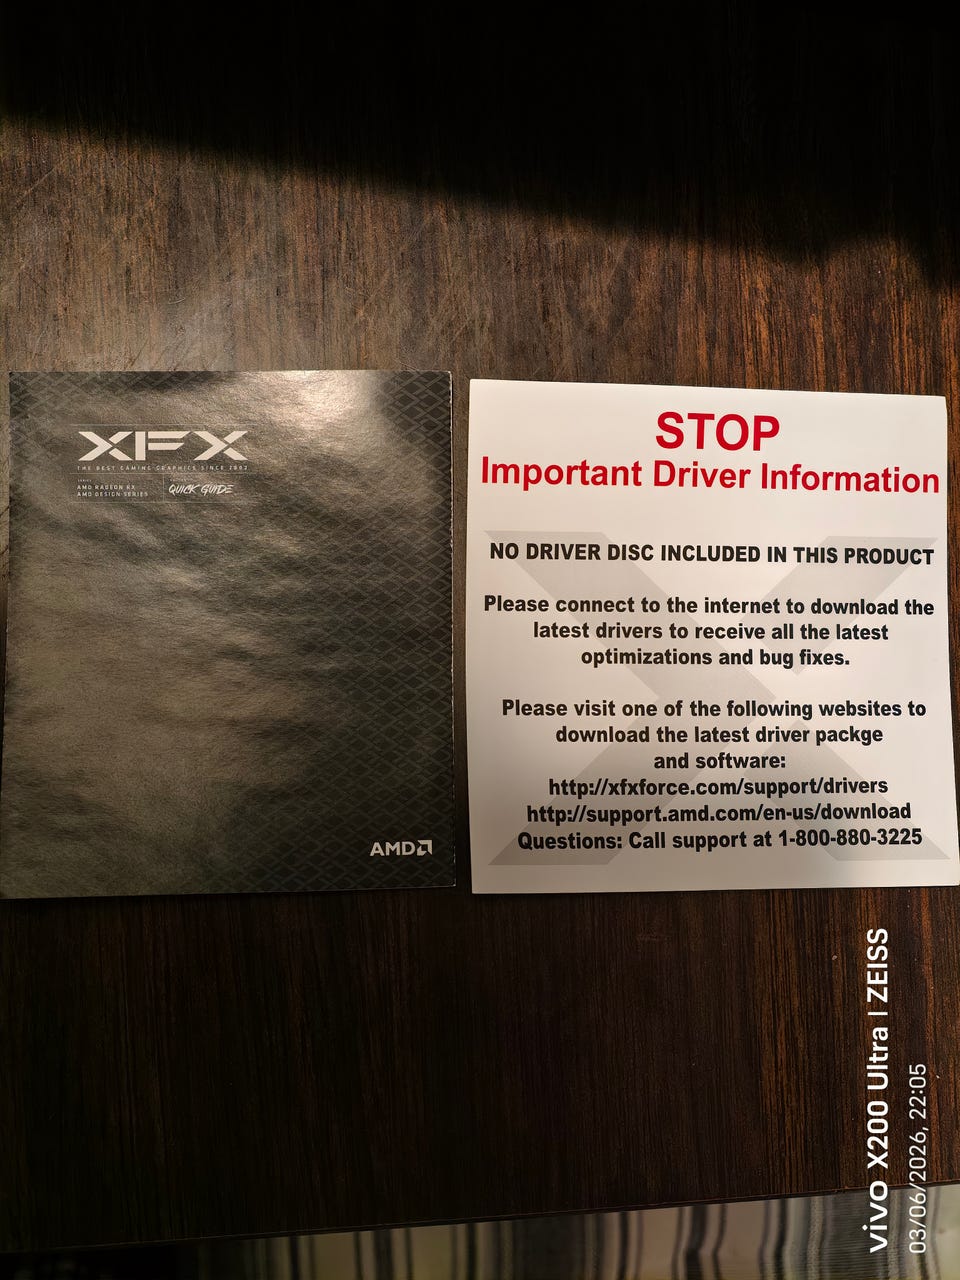 XFX
THE BEST GAMING GRAPHICS SINCE 2002
SERIES
AMD RADEON RX
AMD DESIGN SERIES
QUICK GUIDE
AMD
STOP
Important Driver Information
NO DRIVER DISC INCLUDED IN THIS PRODUCT
Please connect to the internet to download the
latest drivers to receive all the latest
optimizations and bug fixes.
Please visit one of the following websites to
download the latest driver packge
and software:
http://xfxforce.com/support/drivers
http://support.amd.com/en-us/download
Questions: Call support at 1-800-880-3225
vivo X200 Ultra | ZEISS
03/06/2026, 22:05